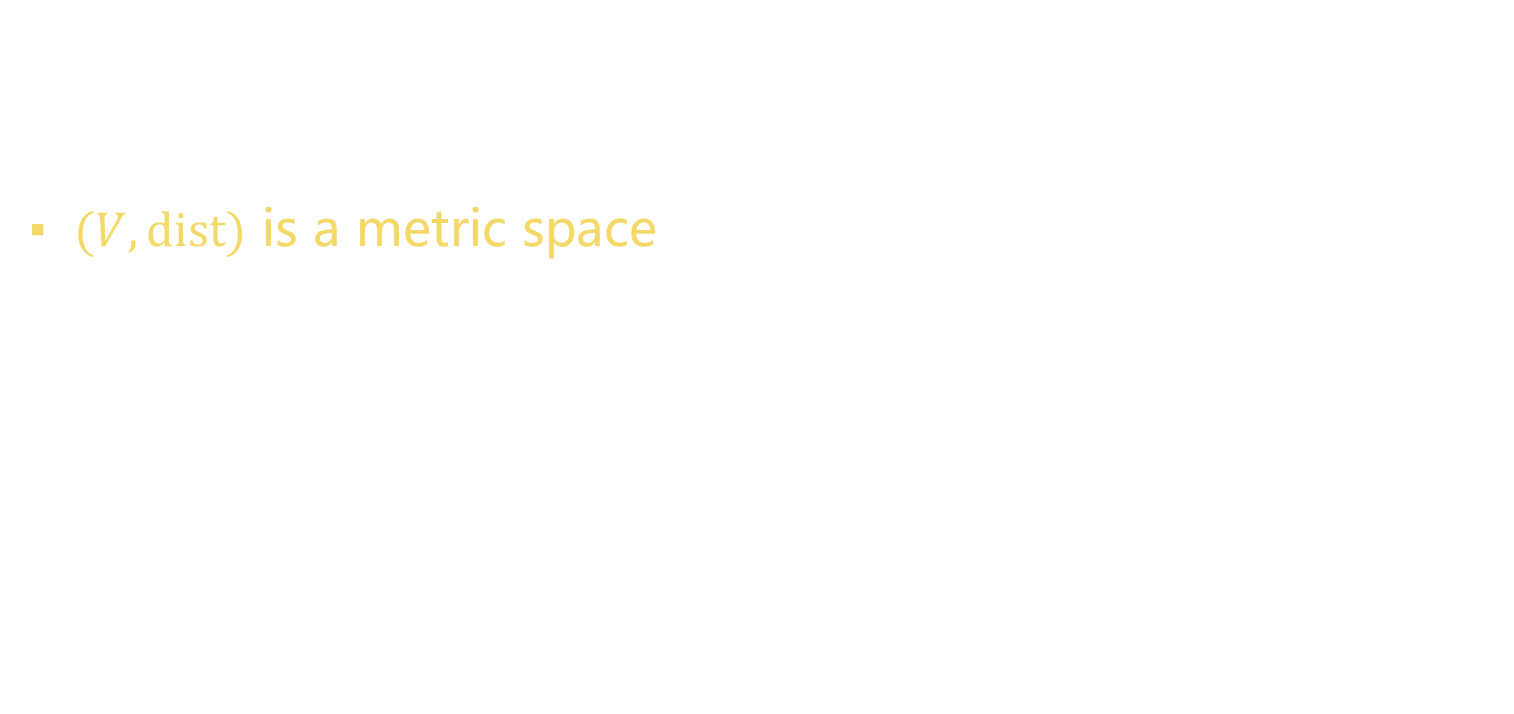 ▪ (V, dist) is a metric space